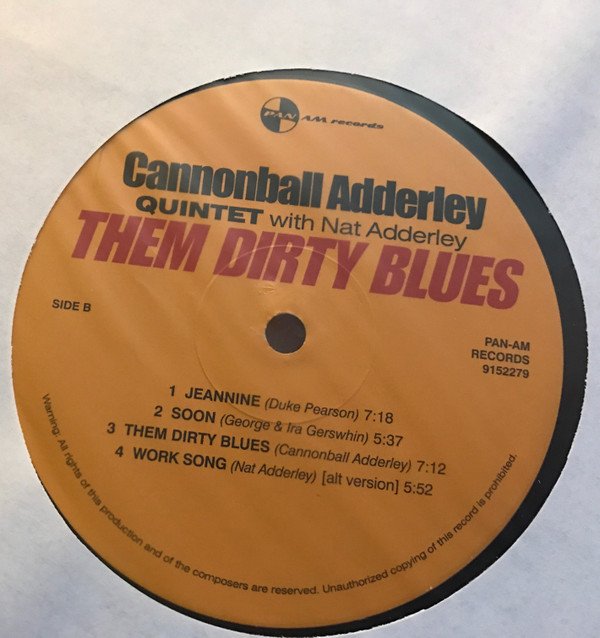 PAN AM records
Cannonball Adderley
QUINTET with Nat Adderley
THEM DIRTY BLUES
SIDE B
PAN-AM
RECORDS
9152279
1 JEANNINE (Duke Pearson) 7:18
2 SOON (George & Ira Gerswhin) 5:37
3 THEM DIRTY BLUES (Cannonball Adderley) 7:12
4 WORK SONG (Nat Adderley) [alt version] 5:52
Warning: All rights of this production and of the composers are reserved. Unauthorized copying of this record is prohibited.